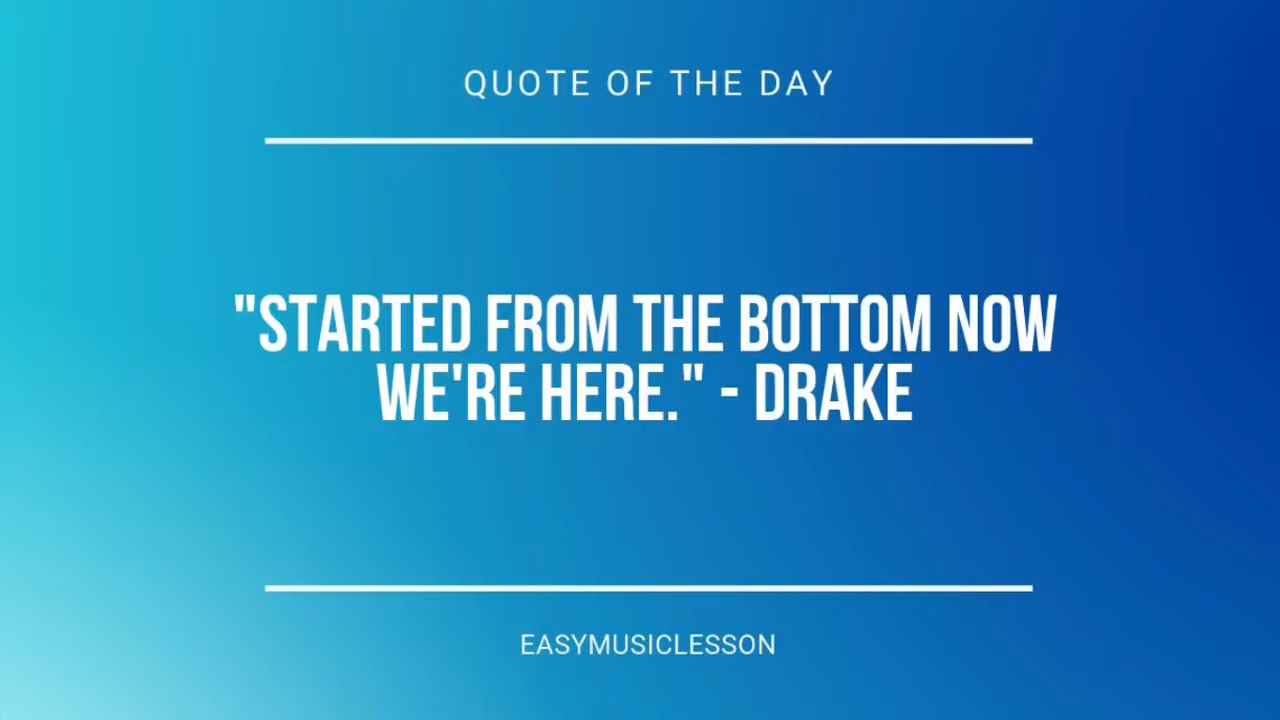 QUOTE OF THE DAY
"STARTED FROM THE BOTTOM NOW
WE'RE HERE." - DRAKE
EASYMUSICLESSON